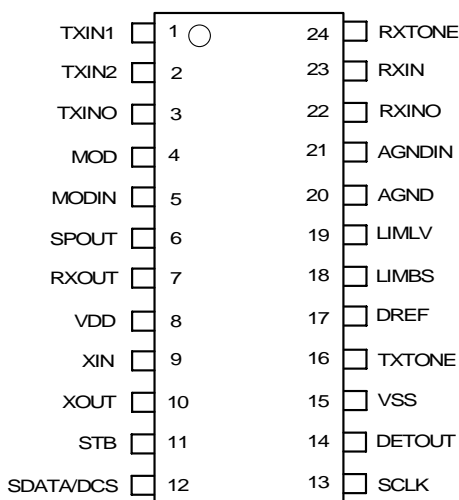 TXIN1 1 24 RXTONE
TXIN2 2 23 RXIN
TXINO 3 22 RXINO
MOD 4 21 AGNDIN
MODIN 5 20 AGND
SPOUT 6 19 LIMLV
RXOUT 7 18 LIMBS
VDD 8 17 DREF
XIN 9 16 TXTONE
XOUT 10 15 VSS
STB 11 14 DETOUT
SDATA/DCS 12 13 SCLK